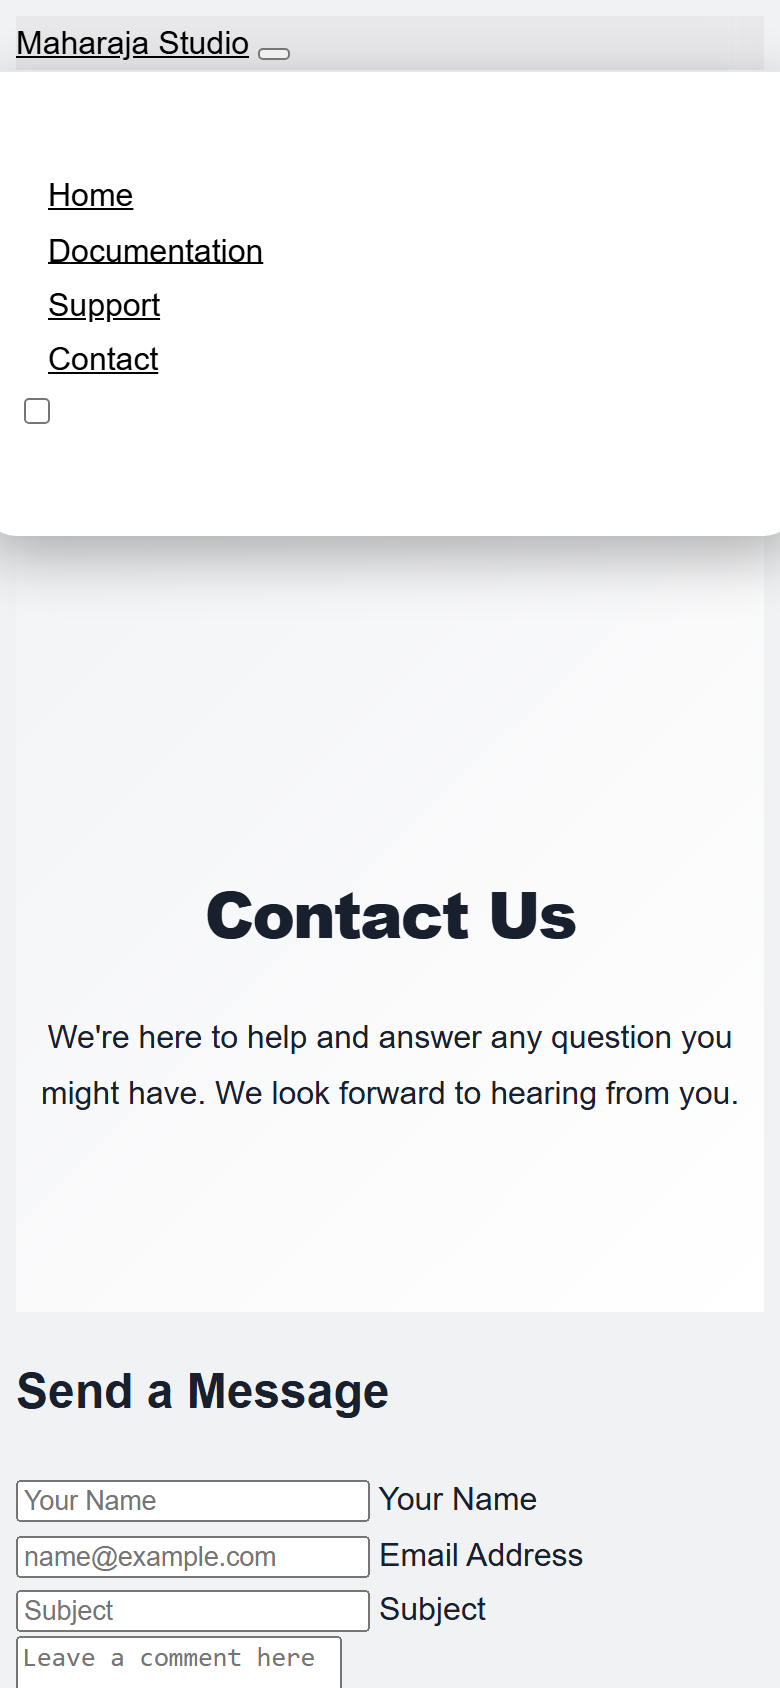 Maharaja Studio
Home
Documentation
Support
Contact
Contact Us
We're here to help and answer any question you
might have. We look forward to hearing from you.
Send a Message
Your Name Your Name
name@example.com Email Address
Subject Subject
Leave a comment here